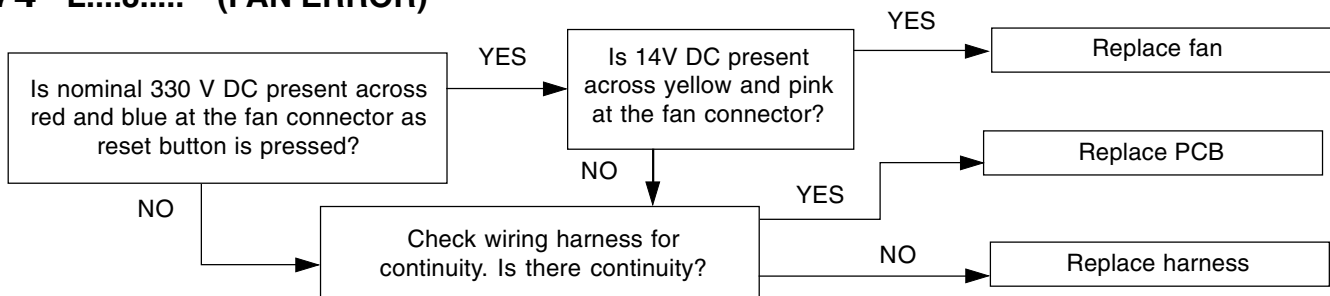 (FAN ERROR)
Is nominal 330 V DC present across
red and blue at the fan connector as
reset button is pressed?
YES
Is 14V DC present
across yellow and pink
at the fan connector?
YES
Replace fan
NO
NO
Check wiring harness for
continuity. Is there continuity?
YES
Replace PCB
NO
Replace harness